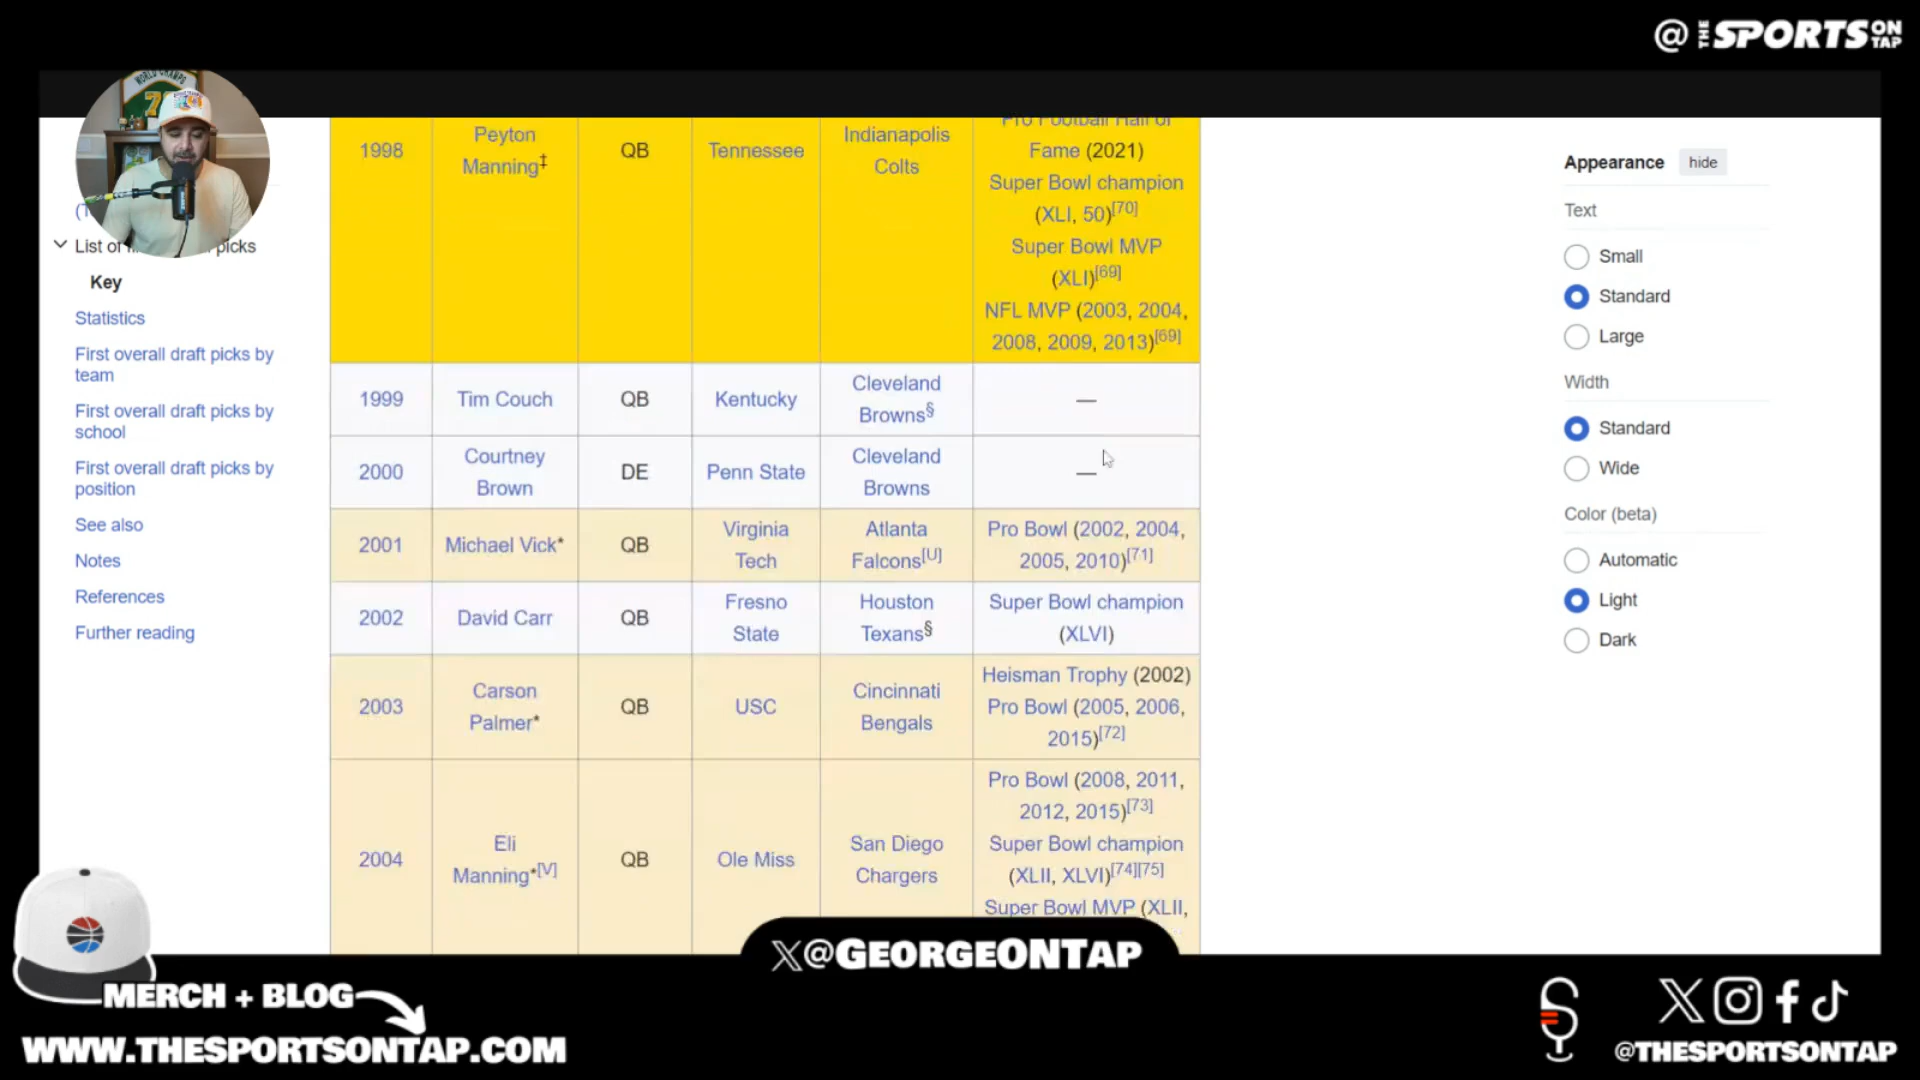 @ THE SPORTS ON TAP
WORLD CHAMPS
Appearance hide
Text
Small
Standard
Large
Width
Standard
Wide
Color (beta)
Automatic
Light
Dark
picks
Key
Statistics
First overall draft picks by
team
First overall draft picks by
school
First overall draft picks by
position
See also
Notes
References
Further reading
1998
Peyton
Manning‡
QB
Tennessee
Indianapolis
Colts
Pro Football Hall of
Fame (2021)
Super Bowl champion
(XLI, 50)[70]
Super Bowl MVP
(XLI)[69]
NFL MVP (2003, 2004,
2008, 2009, 2013)[69]
1999
Tim Couch
QB
Kentucky
Cleveland
Browns§
—
2000
Courtney
Brown
DE
Penn State
Cleveland
Browns
—
2001
Michael Vick*
QB
Virginia
Tech
Atlanta
Falcons[U]
Pro Bowl (2002, 2004,
2005, 2010)[71]
2002
David Carr
QB
Fresno
State
Houston
Texans§
Super Bowl champion
(XLVI)
2003
Carson
Palmer*
QB
USC
Cincinnati
Bengals
Heisman Trophy (2002)
Pro Bowl (2005, 2006,
2015)[72]
2004
Eli
Manning*[V]
QB
Ole Miss
San Diego
Chargers
Pro Bowl (2008, 2011,
2012, 2015)[73]
Super Bowl champion
(XLII, XLVI)[74][75]
Super Bowl MVP (XLII,
X@GEORGEONTAP
MERCH + BLOG
WWW.THESPORTSONTAP.COM
@THESPORTSONTAP